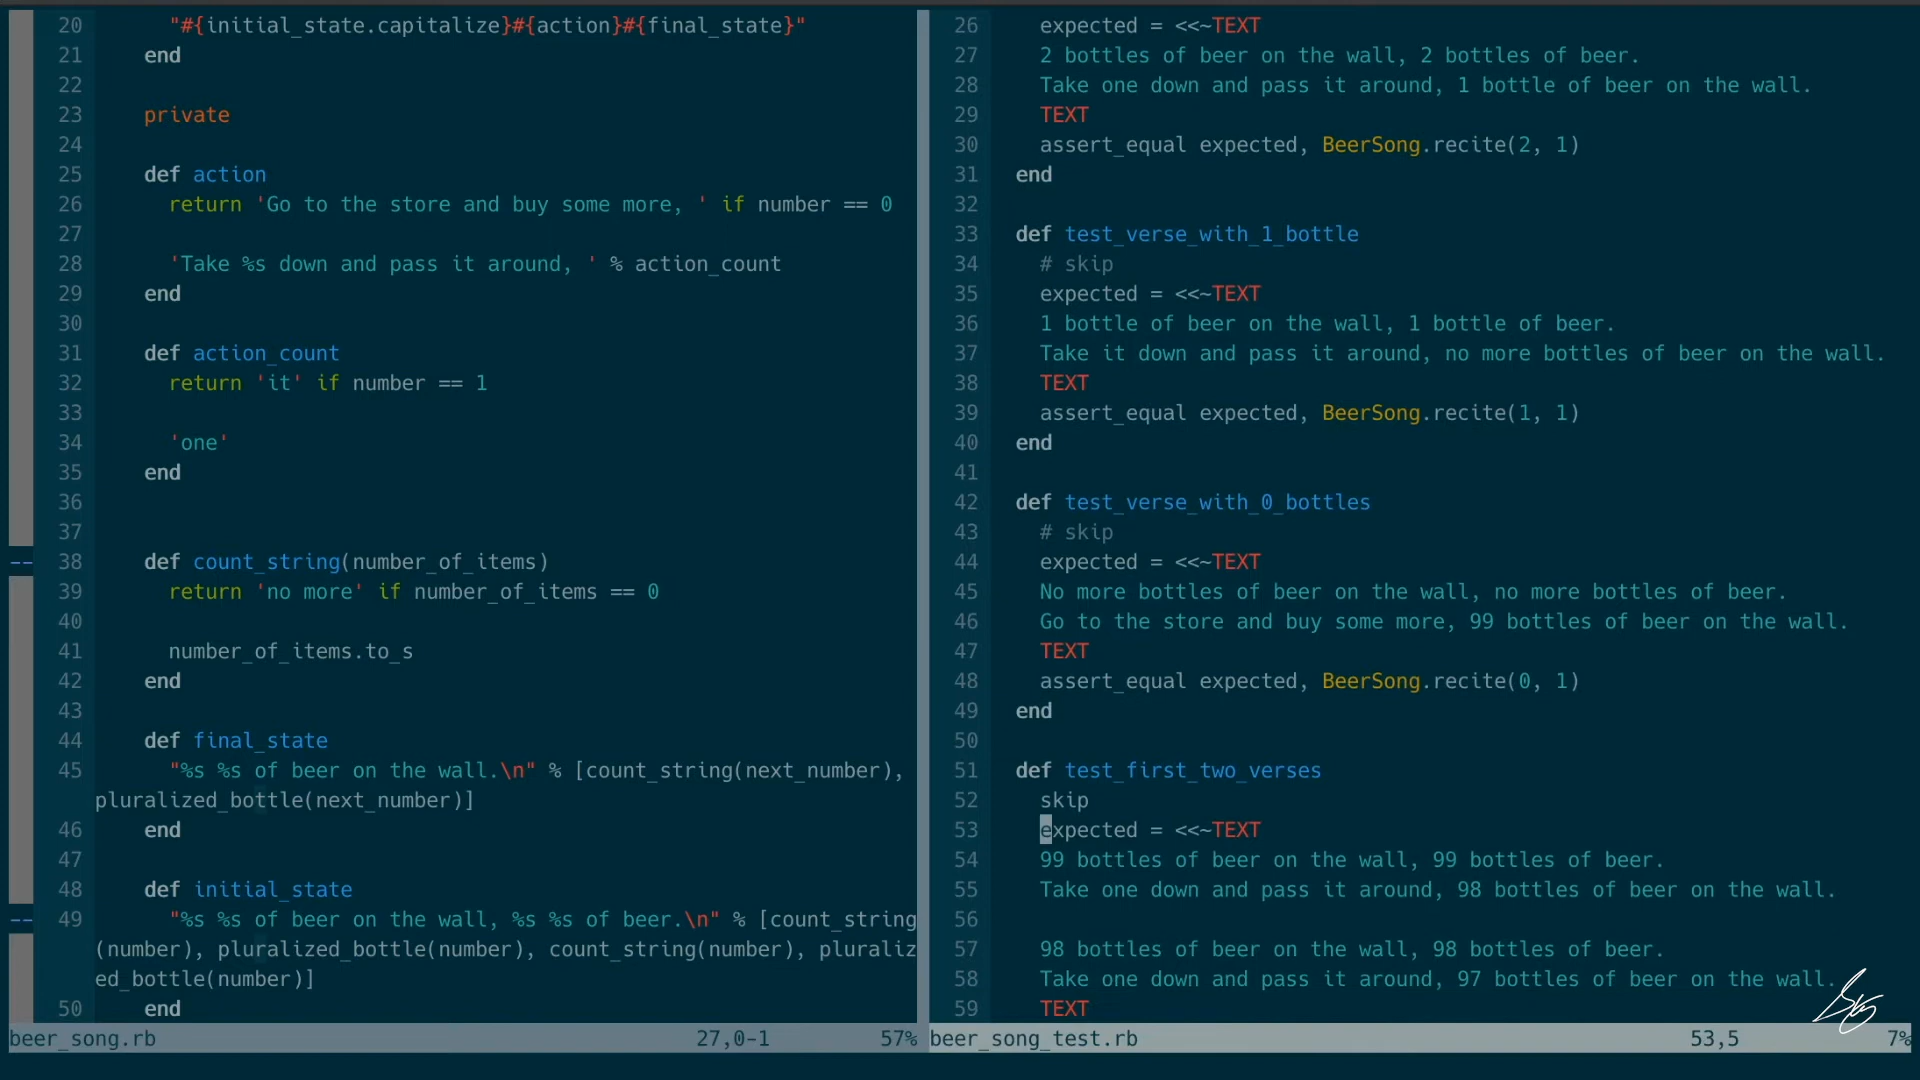 20 "#{initial_state.capitalize}#{action}#{final_state}"
21 end
22
23 private
24
25 def action
26 return 'Go to the store and buy some more, ' if number == 0
27
28 'Take %s down and pass it around, ' % action_count
29 end
30
31 def action_count
32 return 'it' if number == 1
33
34 'one'
35 end
36
37
38 def count_string(number_of_items)
39 return 'no more' if number_of_items == 0
40
41 number_of_items.to_s
42 end
43
44 def final_state
45 "%s %s of beer on the wall.\n" % [count_string(next_number),
pluralized_bottle(next_number)]
46 end
47
48 def initial_state
49 "%s %s of beer on the wall, %s %s of beer.\n" % [count_string
(number), pluralized_bottle(number), count_string(number), pluraliz
ed_bottle(number)]
50 end
beer_song.rb 27,0-1 57%
26 expected = <<~TEXT
27 2 bottles of beer on the wall, 2 bottles of beer.
28 Take one down and pass it around, 1 bottle of beer on the wall.
29 TEXT
30 assert_equal expected, BeerSong.recite(2, 1)
31 end
32
33 def test_verse_with_1_bottle
34 # skip
35 expected = <<~TEXT
36 1 bottle of beer on the wall, 1 bottle of beer.
37 Take it down and pass it around, no more bottles of beer on the wall.
38 TEXT
39 assert_equal expected, BeerSong.recite(1, 1)
40 end
41
42 def test_verse_with_0_bottles
43 # skip
44 expected = <<~TEXT
45 No more bottles of beer on the wall, no more bottles of beer.
46 Go to the store and buy some more, 99 bottles of beer on the wall.
47 TEXT
48 assert_equal expected, BeerSong.recite(0, 1)
49 end
50
51 def test_first_two_verses
52 skip
53 expected = <<~TEXT
54 99 bottles of beer on the wall, 99 bottles of beer.
55 Take one down and pass it around, 98 bottles of beer on the wall.
56
57 98 bottles of beer on the wall, 98 bottles of beer.
58 Take one down and pass it around, 97 bottles of beer on the wall.
59 TEXT
beer_song_test.rb 53,5 7%